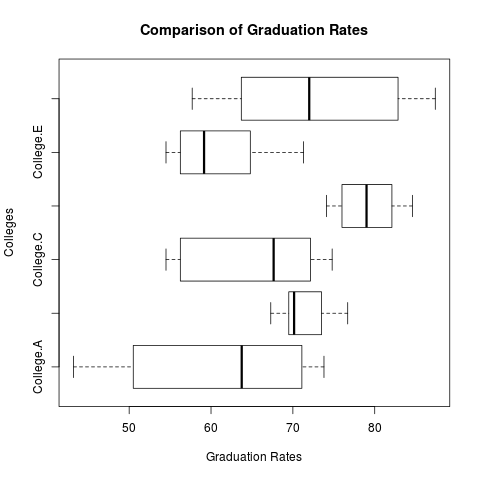 Comparison of Graduation Rates
College.E
College.C
College.A
Colleges
50 60 70 80
Graduation Rates